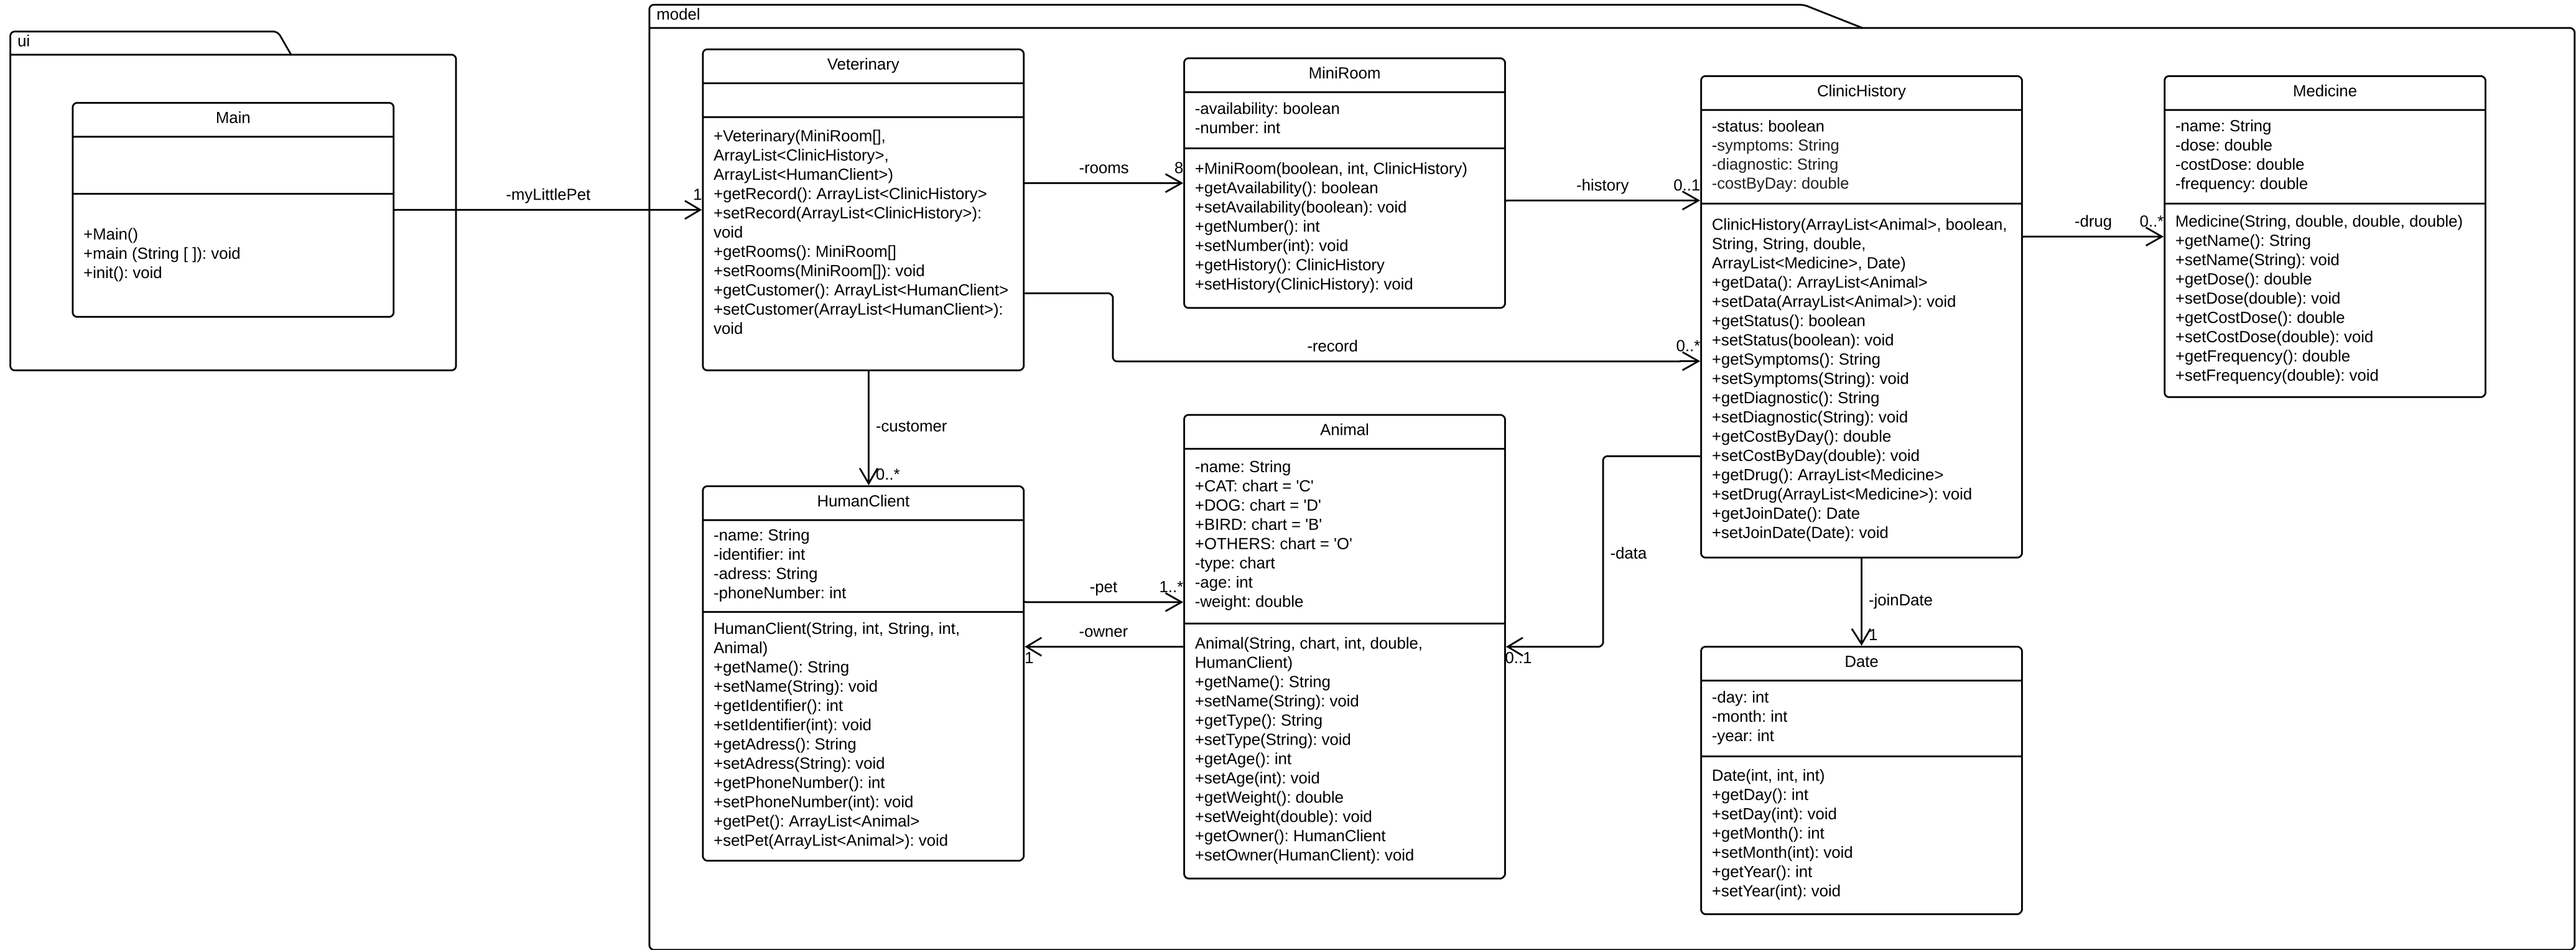 ui
Main
+Main()
+main (String [ ]): void
+init(): void
-myLittlePet
1
model
Veterinary
+Veterinary(MiniRoom[],
ArrayList<ClinicHistory>,
ArrayList<HumanClient>)
+getRecord(): ArrayList<ClinicHistory>
+setRecord(ArrayList<ClinicHistory>):
void
+getRooms(): MiniRoom[]
+setRooms(MiniRoom[]): void
+getCustomer(): ArrayList<HumanClient>
+setCustomer(ArrayList<HumanClient>):
void
-rooms
8
MiniRoom
-availability: boolean
-number: int
+MiniRoom(boolean, int, ClinicHistory)
+getAvailability(): boolean
+setAvailability(boolean): void
+getNumber(): int
+setNumber(int): void
+getHistory(): ClinicHistory
+setHistory(ClinicHistory): void
-history
0..1
-record
0..*
ClinicHistory
-status: boolean
-symptoms: String
-diagnostic: String
-costByDay: double
ClinicHistory(ArrayList<Animal>, boolean,
String, String, double,
ArrayList<Medicine>, Date)
+getData(): ArrayList<Animal>
+setData(ArrayList<Animal>): void
+getStatus(): boolean
+setStatus(boolean): void
+getSymptoms(): String
+setSymptoms(String): void
+getDiagnostic(): String
+setDiagnostic(String): void
+getCostByDay(): double
+setCostByDay(double): void
+getDrug(): ArrayList<Medicine>
+setDrug(ArrayList<Medicine>): void
+getJoinDate(): Date
+setJoinDate(Date): void
-drug
0..*
Medicine
-name: String
-dose: double
-costDose: double
-frequency: double
Medicine(String, double, double, double)
+getName(): String
+setName(String): void
+getDose(): double
+setDose(double): void
+getCostDose(): double
+setCostDose(double): void
+getFrequency(): double
+setFrequency(double): void
-customer
0..*
HumanClient
-name: String
-identifier: int
-adress: String
-phoneNumber: int
HumanClient(String, int, String, int,
Animal)
+getName(): String
+setName(String): void
+getIdentifier(): int
+setIdentifier(int): void
+getAdress(): String
+setAdress(String): void
+getPhoneNumber(): int
+setPhoneNumber(int): void
+getPet(): ArrayList<Animal>
+setPet(ArrayList<Animal>): void
-pet
1..*
-owner
1
Animal
-name: String
+CAT: chart = 'C'
+DOG: chart = 'D'
+BIRD: chart = 'B'
+OTHERS: chart = 'O'
-type: chart
-age: int
-weight: double
Animal(String, chart, int, double,
HumanClient)
+getName(): String
+setName(String): void
+getType(): String
+setType(String): void
+getAge(): int
+setAge(int): void
+getWeight(): double
+setWeight(double): void
+getOwner(): HumanClient
+setOwner(HumanClient): void
-data
0..1
-joinDate
1
Date
-day: int
-month: int
-year: int
Date(int, int, int)
+getDay(): int
+setDay(int): void
+getMonth(): int
+setMonth(int): void
+getYear(): int
+setYear(int): void